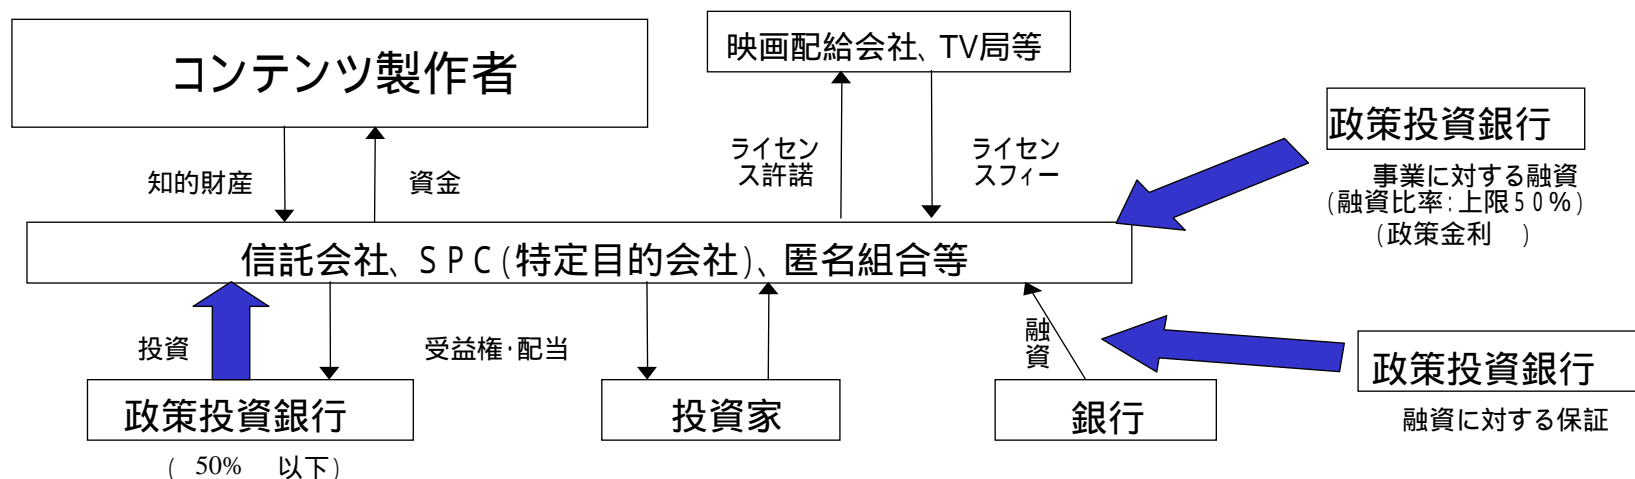 コンテンツ製作者
映画配給会社、TV局等
政策投資銀行
事業に対する融資
(融資比率:上限50%)
(政策金利 )
知的財産
資金
ライセン
ス許諾
ライセン
スフィー
信託会社、SPC(特定目的会社)、匿名組合等
投資
受益権・配当
融
資
政策投資銀行
( 50% 以下)
投資家
銀行
政策投資銀行
融資に対する保証